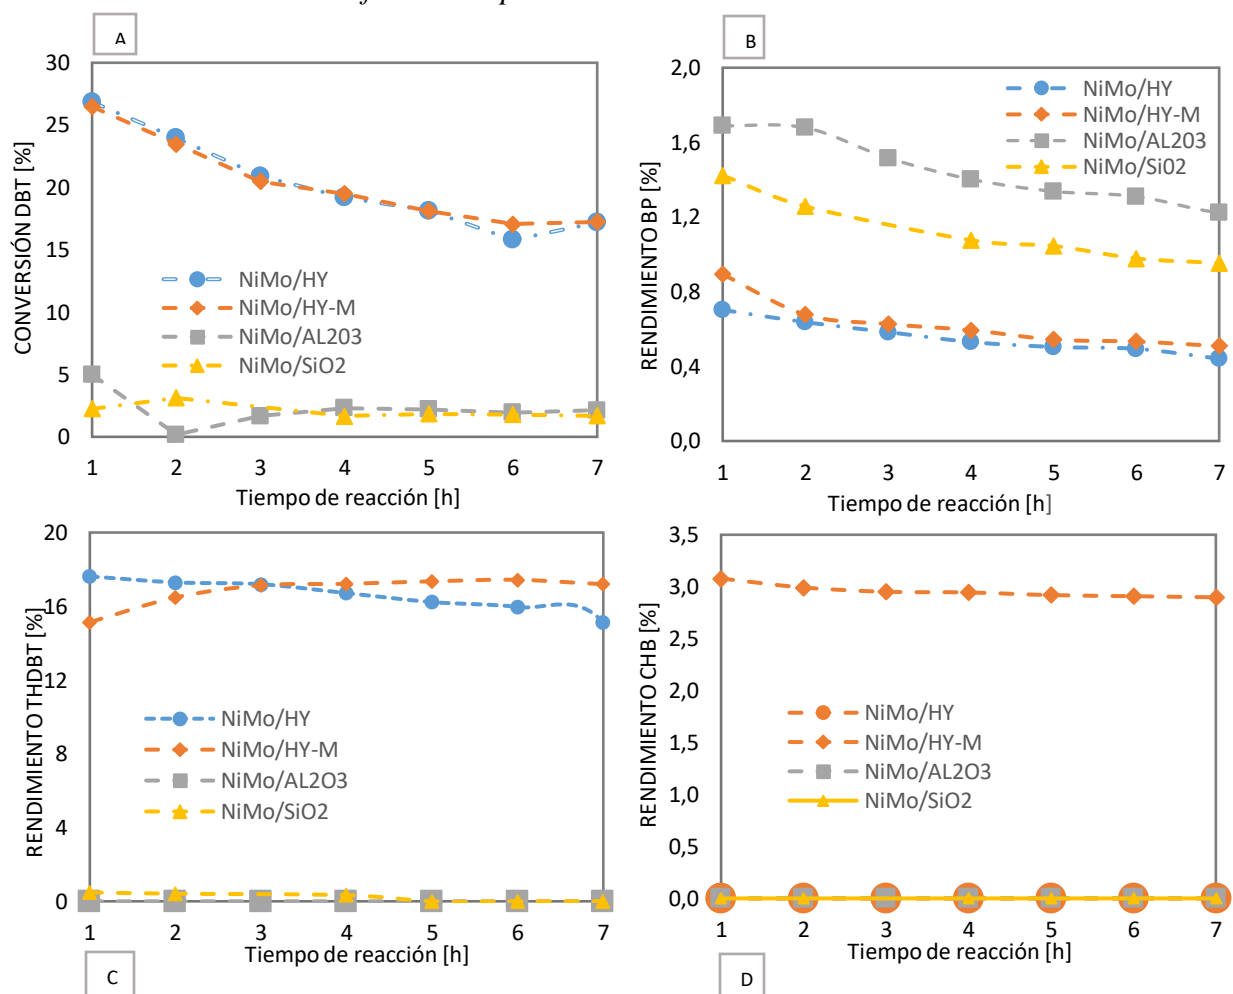 A
CONVERSIÓN DBT [%]
30
25
20
15
10
5
0
NiMo/HY
NiMo/HY-M
NiMo/AL203
NiMo/SiO2
1 2 3 4 5 6 7
Tiempo de reacción [h]
B
RENDIMIENTO BP [%]
2,0
1,6
1,2
0,8
0,4
0,0
NiMo/HY
NiMo/HY-M
NiMo/AL203
NiMo/Si02
1 2 3 4 5 6 7
Tiempo de reacción [h]
RENDIMIENTO THDBT [%]
20
16
12
8
4
0
NiMo/HY
NiMo/HY-M
NiMo/AL2O3
NiMo/SiO2
1 2 3 4 5 6 7
Tiempo de reacción [h]
C
RENDIMIENTO CHB [%]
3,5
3,0
2,5
2,0
1,5
1,0
0,5
0,0
NiMo/HY
NiMo/HY-M
NiMo/AL2O3
NiMo/SiO2
1 2 3 4 5 6 7
Tiempo de reacción [h]
D